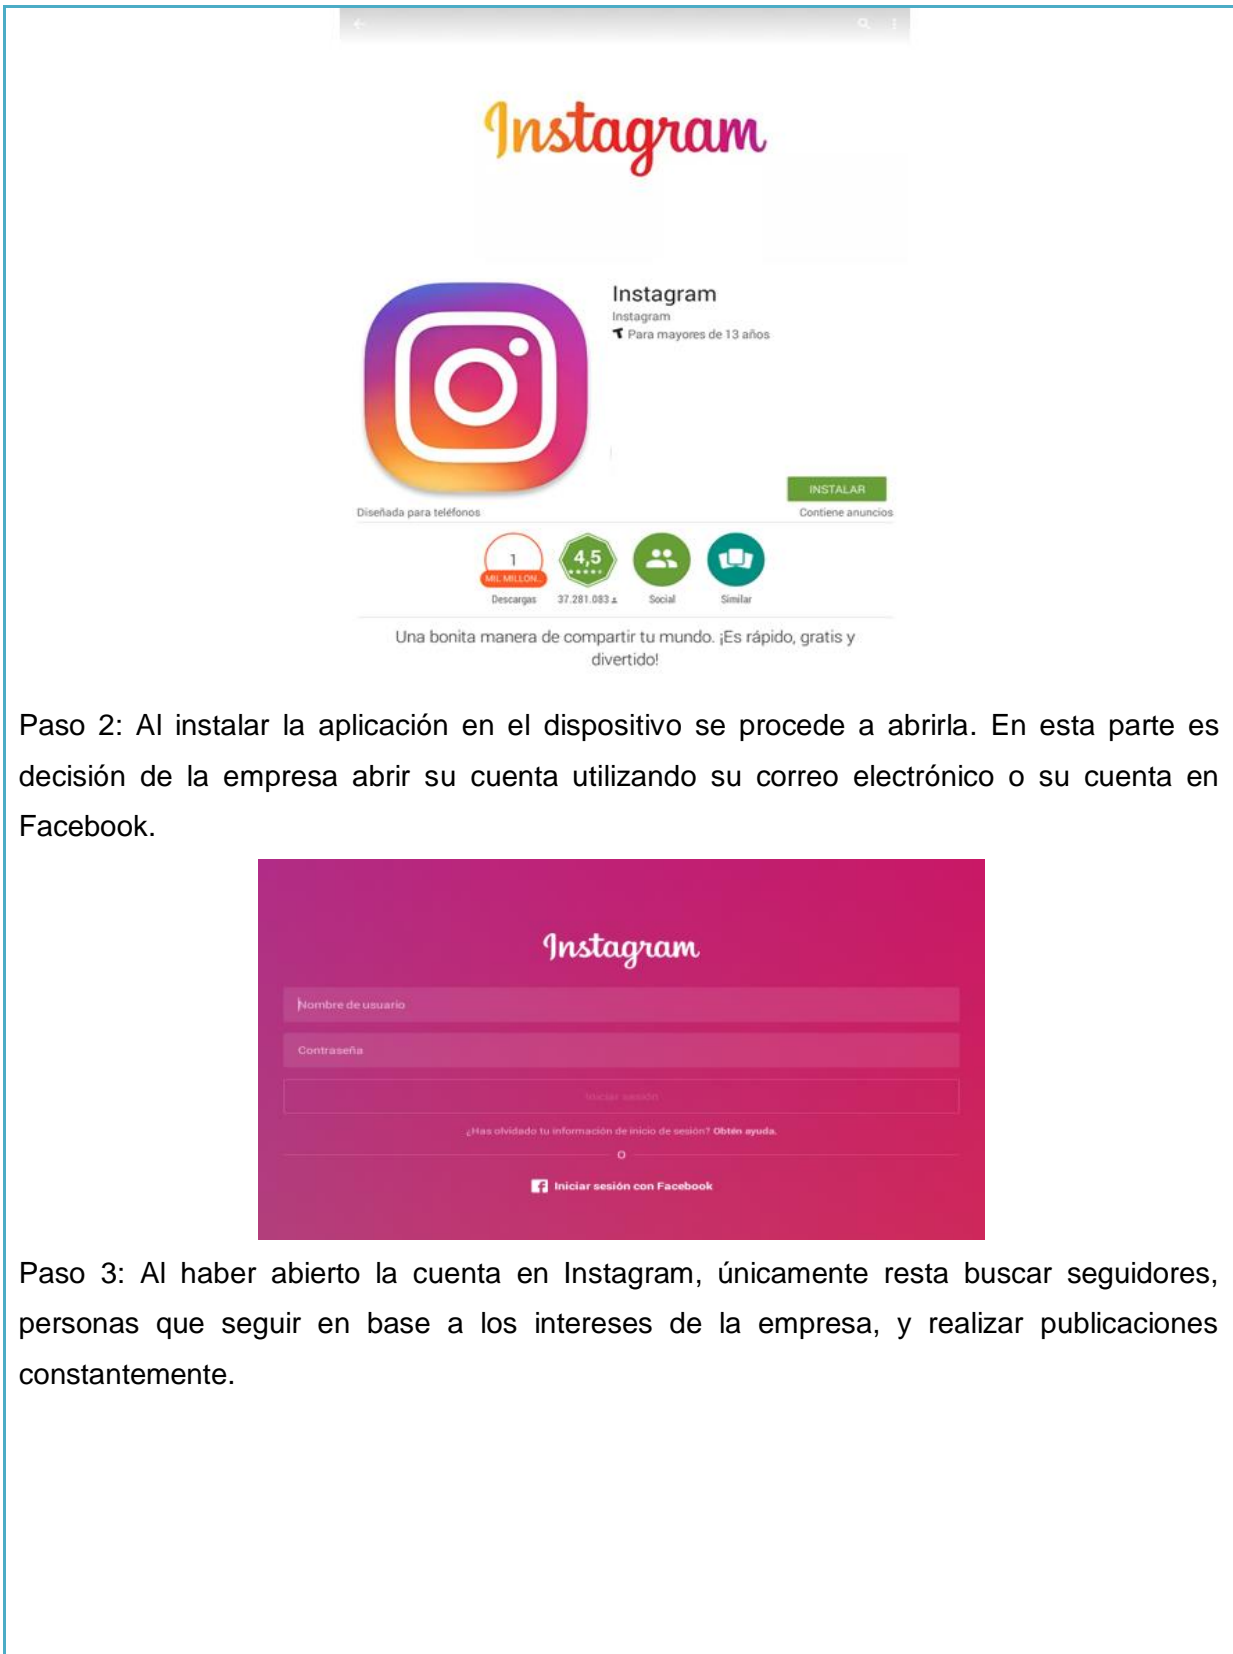 Instagram
Instagram
Instagram
Para mayores de 13 años
INSTALAR
Diseñada para teléfonos
Contiene anuncios
1
MIL MILLON...
4,5
Descargas
37.281.083
Social
Similar
Una bonita manera de compartir tu mundo. ¡Es rápido, gratis y
divertido!
Paso 2: Al instalar la aplicación en el dispositivo se procede a abrirla. En esta parte es
decisión de la empresa abrir su cuenta utilizando su correo electrónico o su cuenta en
Facebook.
Instagram
Nombre de usuario
Contraseña
Iniciar sesión
¿Has olvidado tu información de inicio de sesión? Obtén ayuda.
O
Iniciar sesión con Facebook
Paso 3: Al haber abierto la cuenta en Instagram, únicamente resta buscar seguidores,
personas que seguir en base a los intereses de la empresa, y realizar publicaciones
constantemente.